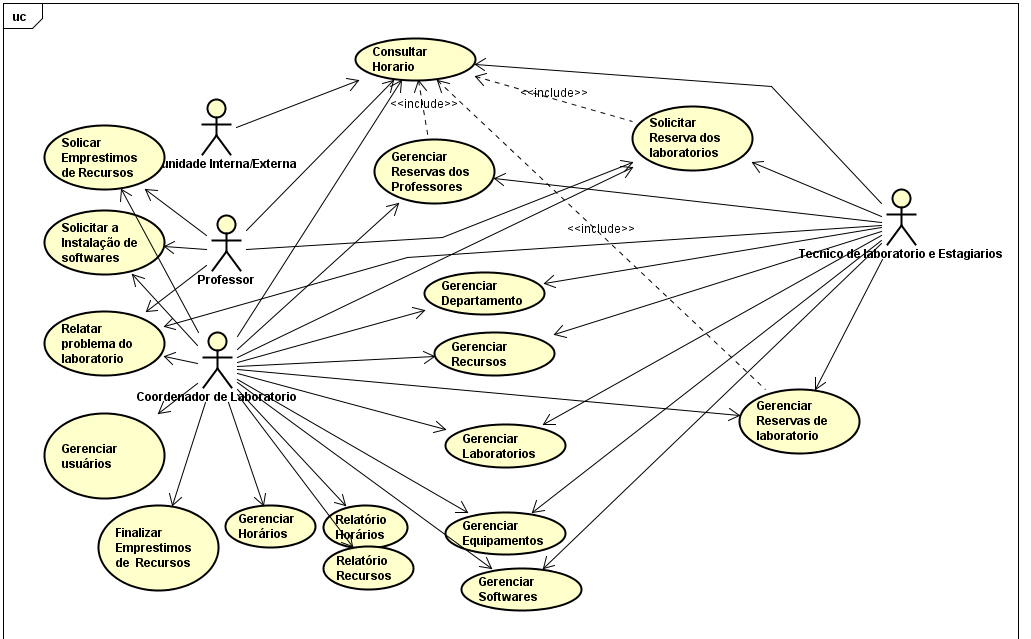 uc
Consultar
Horario
<<include>>
<<include>>
Solicitar
Reserva dos
laboratorios
Solicar
Emprestimos
de Recursos
unidade Interna/Externa
Gerenciar
Reservas dos
Professores
Solicitar a
Instalação de
softwares
Professor
<<include>>
Tecnico de laboratorio e Estagiarios
Gerenciar
Departamento
Relatar
problema do
laboratorio
Gerenciar
Recursos
Coordenador de Laboratorio
Gerenciar
Reservas de
laboratorio
Gerenciar
usuários
Gerenciar
Laboratorios
Finalizar
Emprestimos
de Recursos
Gerenciar
Horários
Relatório
Horários
Gerenciar
Equipamentos
Relatório
Recursos
Gerenciar
Softwares